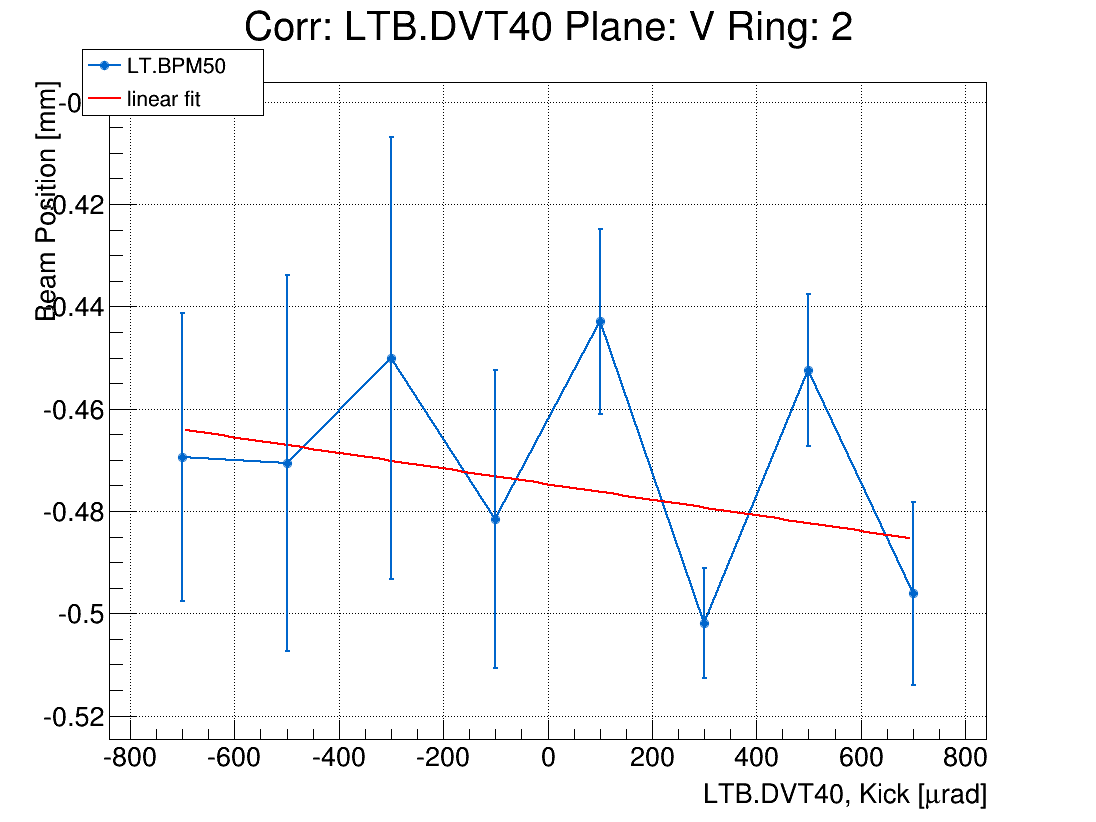 Corr: LTB.DVT40 Plane: V Ring: 2
LT.BPM50
linear fit
Beam Position [mm]
-0.42
-0.44
-0.46
-0.48
-0.5
-0.52
-800 -600 -400 -200 0 200 400 600 800
LTB.DVT40, Kick [μrad]